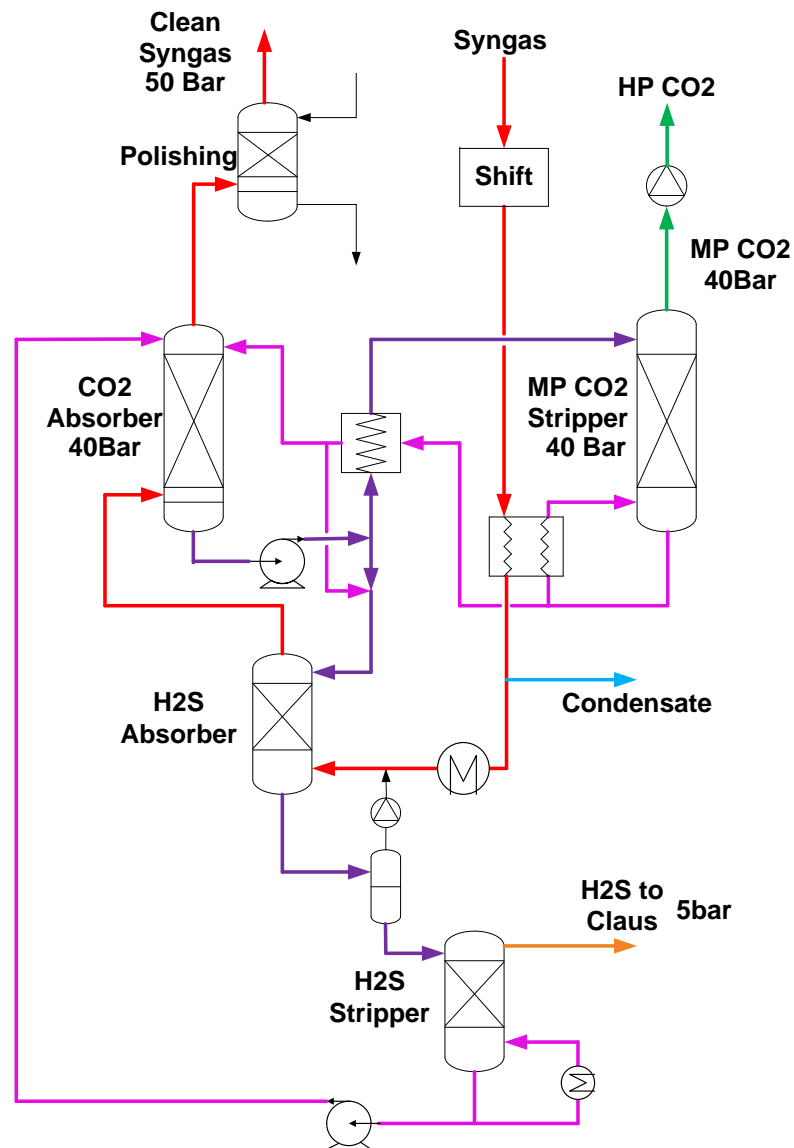 Clean
Syngas
50 Bar
Syngas
HP CO2
Polishing
Shift
MP CO2
40Bar
CO2
Absorber
40Bar
MP CO2
Stripper
40 Bar
H2S
Absorber
Condensate
H2S to
Claus
5bar
H2S
Stripper